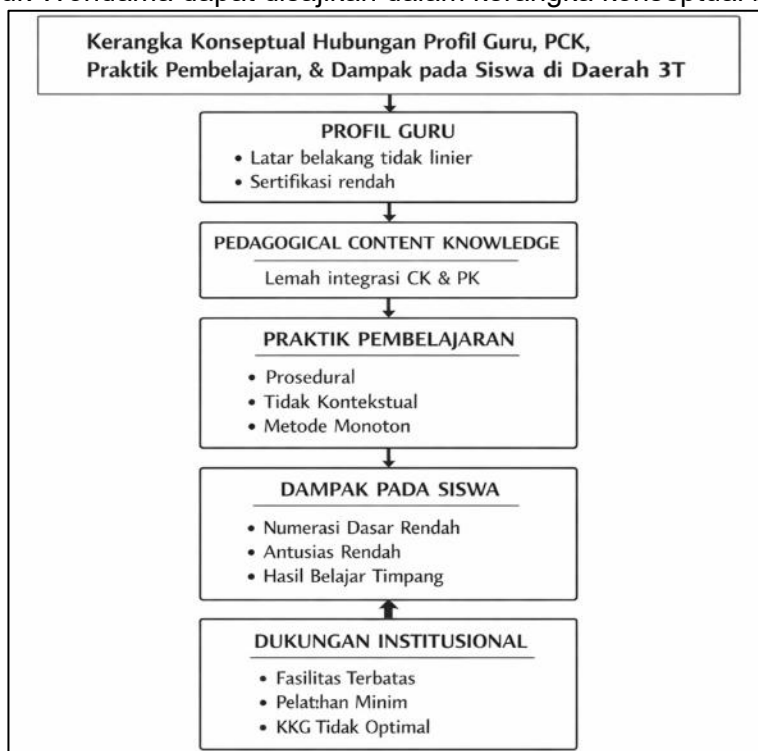 Kerangka Konseptual Hubungan Profil Guru, PCK,
Praktik Pembelajaran, & Dampak pada Siswa di Daerah 3T
PROFIL GURU
• Latar belakang tidak linier
• Sertifikasi rendah
PEDAGOGICAL CONTENT KNOWLEDGE
Lemah integrasi CK & PK
PRAKTIK PEMBELAJARAN
• Prosedural
• Tidak Kontekstual
• Metode Monoton
DAMPAK PADA SISWA
• Numerasi Dasar Rendah
• Antusias Rendah
• Hasil Belajar Timpang
DUKUNGAN INSTITUSIONAL
• Fasilitas Terbatas
• Pelatihan Minim
• KKG Tidak Optimal